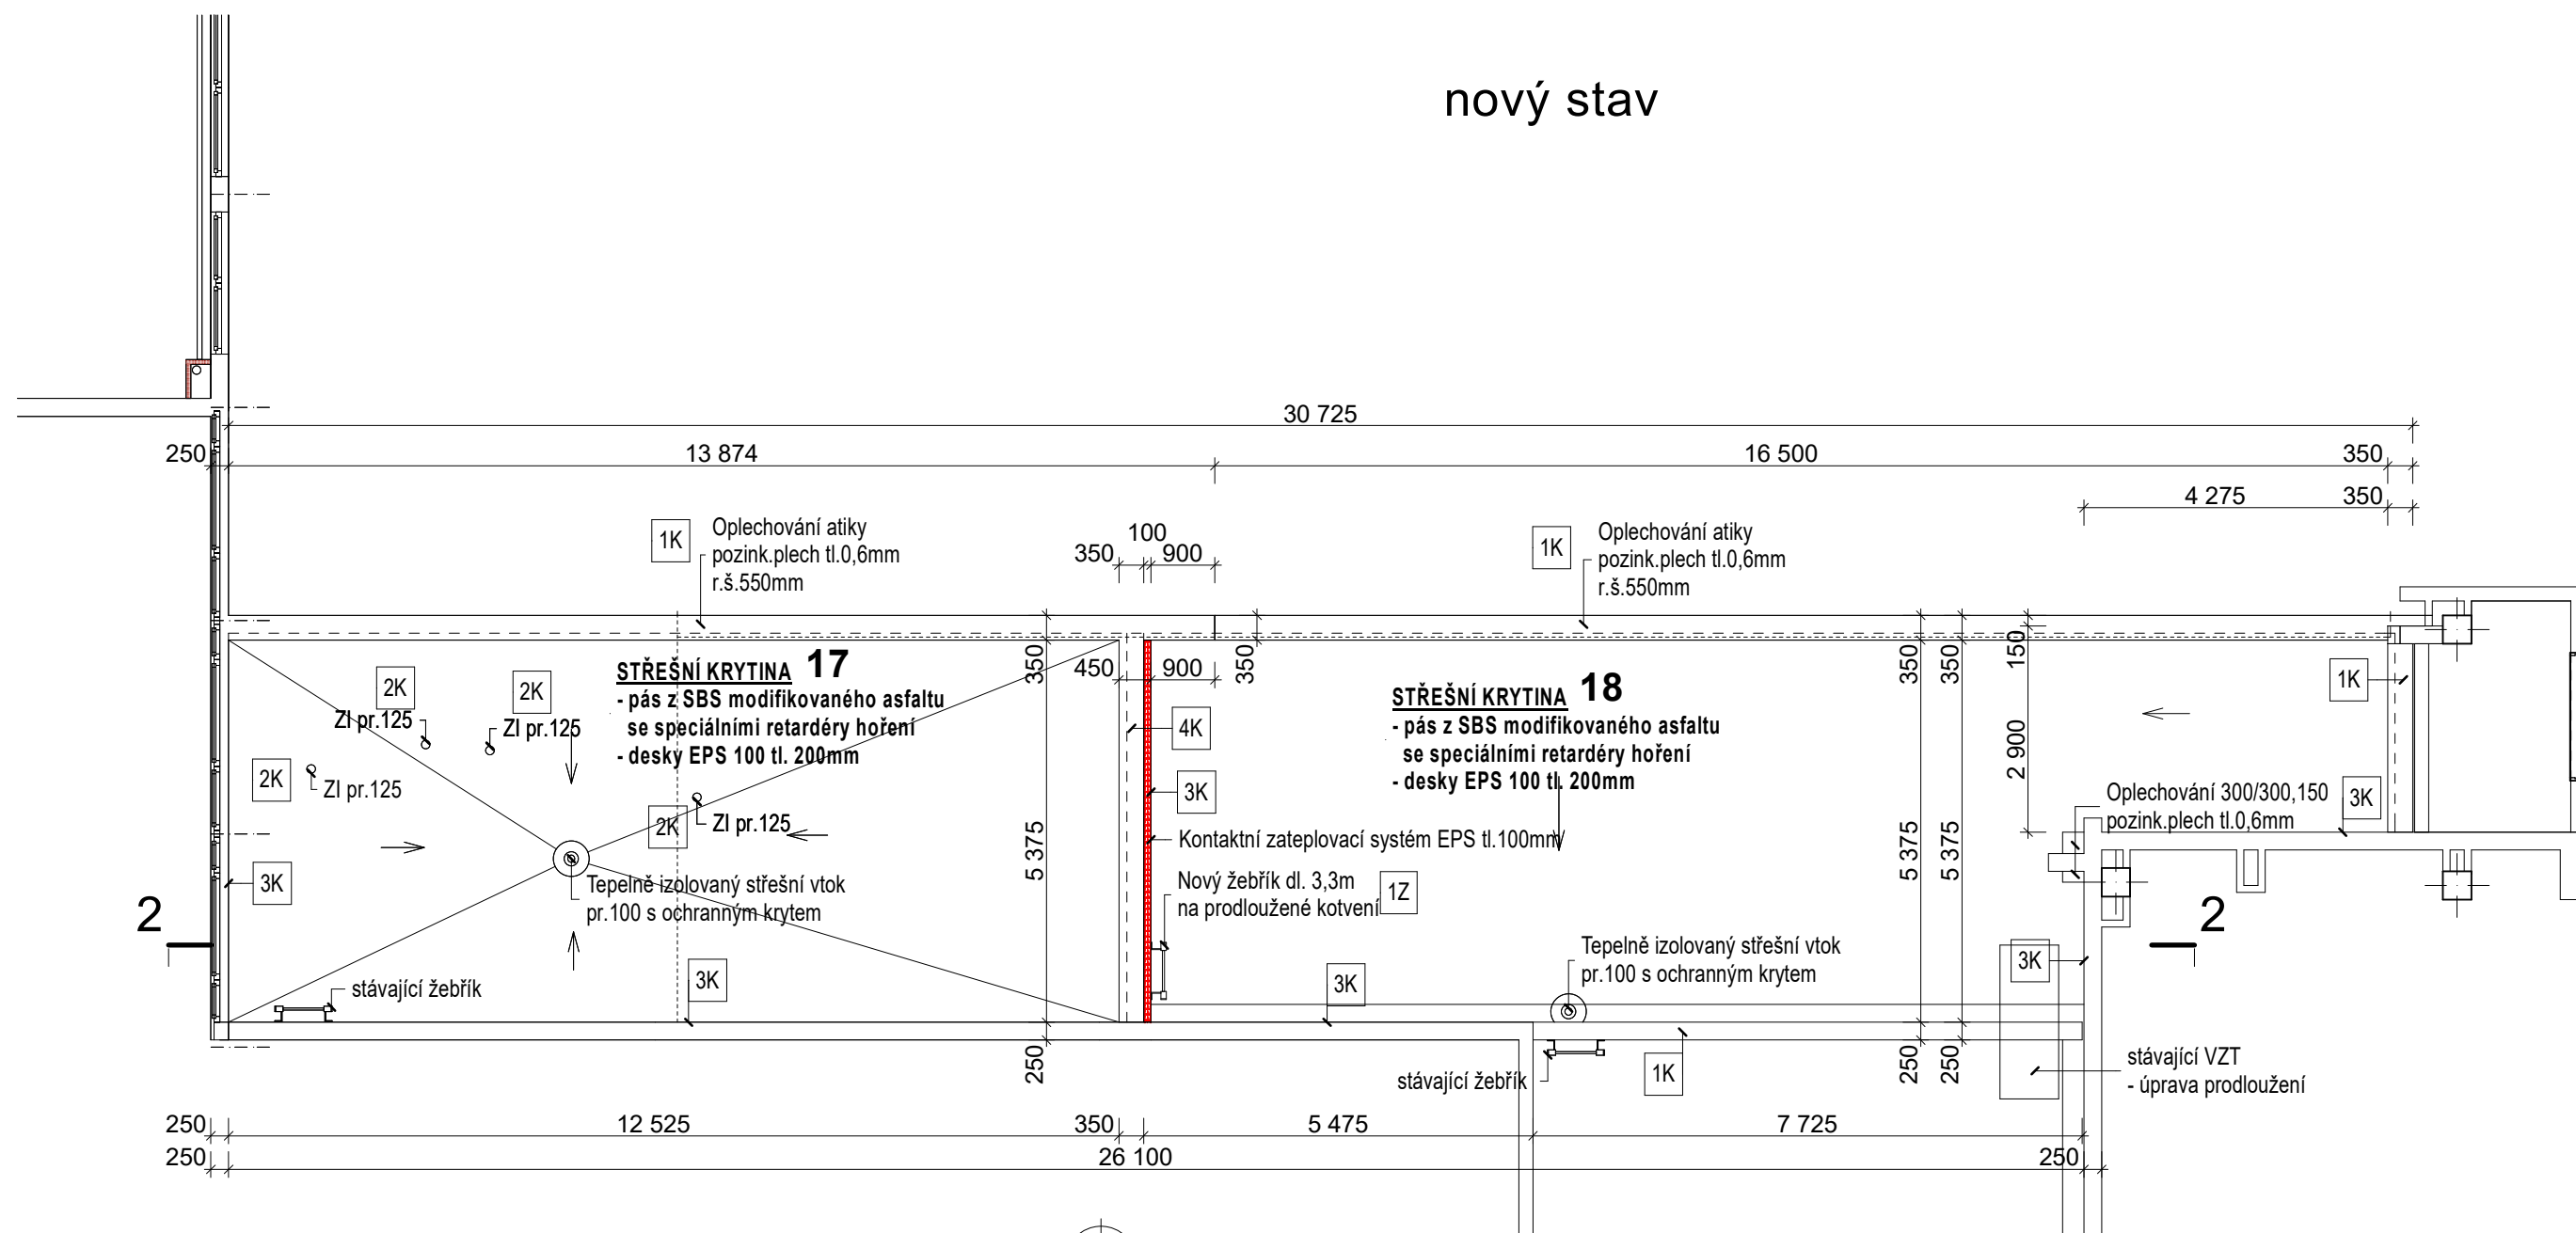 nový stav
30 725
250
13 874
16 500
350
4 275
350
1K
Oplechování atiky
pozink.plech tl.0,6mm
r.š.550mm
100
350
900
1K
Oplechování atiky
pozink.plech tl.0,6mm
r.š.550mm
STŘEŠNÍ KRYTINA 17
- pás z SBS modifikovaného asfaltu
se speciálními retardéry hoření
- desky EPS 100 tl. 200mm
2K
2K
ZI pr.125
ZI pr.125
2K
ZI pr.125
2K
ZI pr.125
350
450
900
350
4K
3K
STŘEŠNÍ KRYTINA 18
- pás z SBS modifikovaného asfaltu
se speciálními retardéry hoření
- desky EPS 100 tl. 200mm
350
350
150
1K
2 900
Oplechování 300/300,150
pozink.plech tl.0,6mm
3K
5 375
5 375
5 375
Kontaktní zateplovací systém EPS tl.100mm
3K
Tepelně izolovaný střešní vtok
pr.100 s ochranným krytem
Nový žebřík dl. 3,3m
na prodloužené kotvení
1Z
2
2
Tepelně izolovaný střešní vtok
pr.100 s ochranným krytem
3K
stávající žebřík
3K
3K
250
250
250
stávající žebřík
1K
stávající VZT
- úprava prodloužení
250
12 525
350
5 475
7 725
250
26 100
250